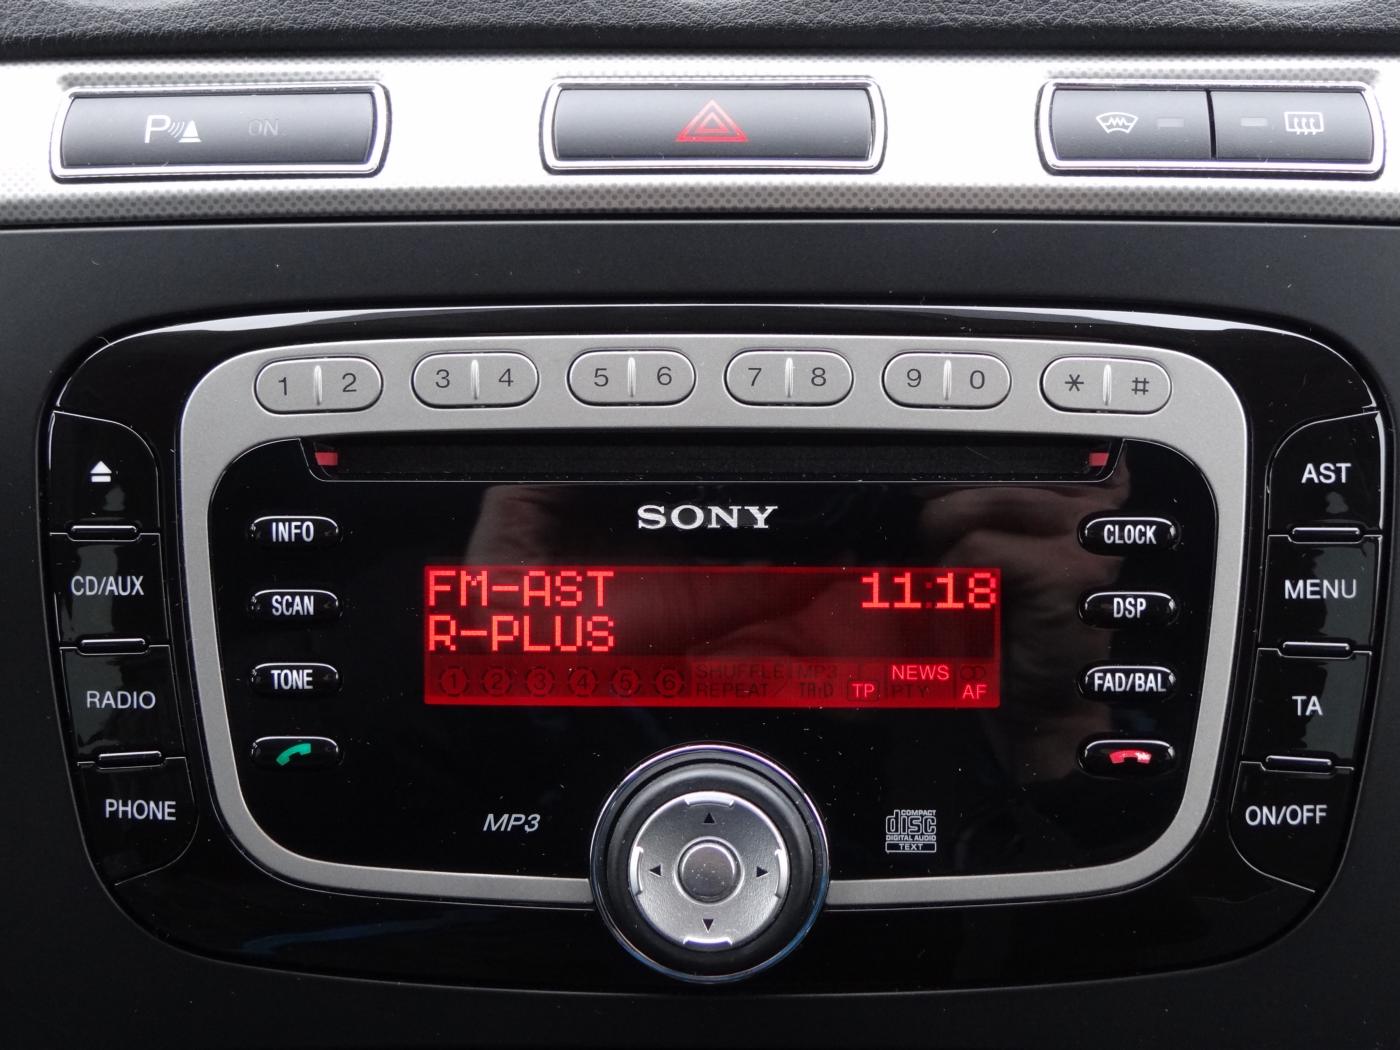 P ON
1 2 3 4 5 6 7 8 9 0 * #
SONY
INFO
SCAN
TONE
CD/AUX
RADIO
PHONE
FM-AST 11:18
R-PLUS
1 2 3 4 5 6 SHUFFLE MP3 NEWS
REPEAT TP PTY AF
CLOCK
DSP
FAD/BAL
AST
MENU
TA
ON/OFF
MP3
COMPACT
disc
DIGITAL AUDIO
TEXT